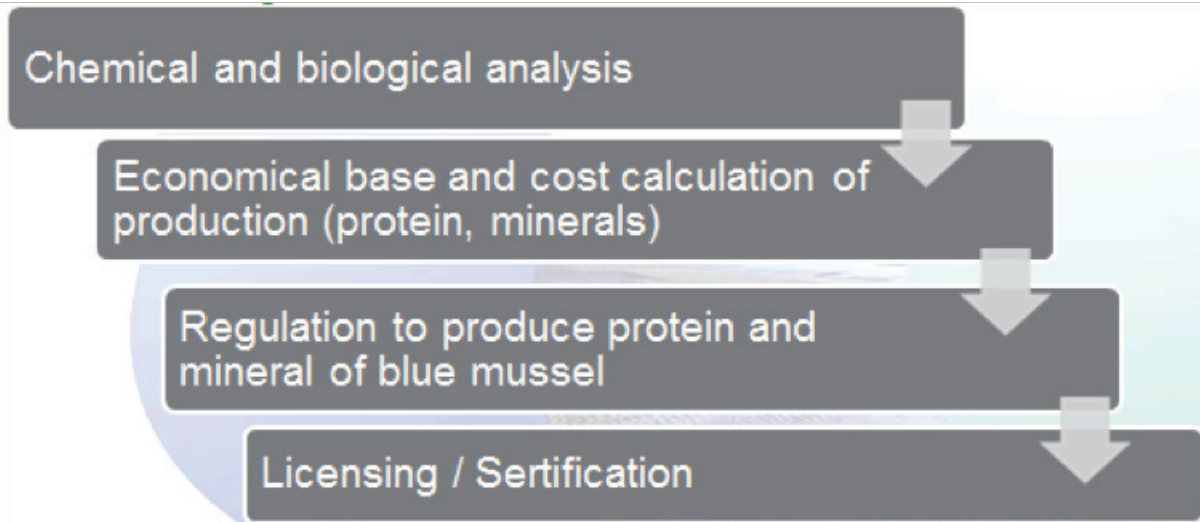 Chemical and biological analysis
Economical base and cost calculation of
production (protein, minerals)
Regulation to produce protein and
mineral of blue mussel
Licensing / Sertification